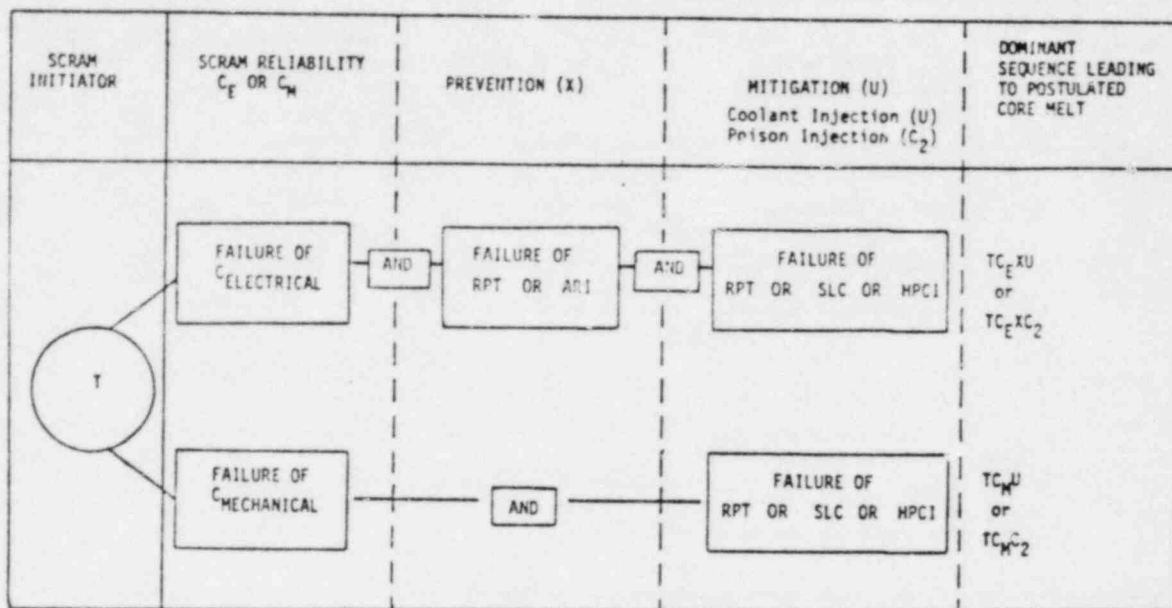 SCRAM
INITIATOR
SCRAM RELIABILITY
C_E OR C_M
PREVENTION (X)
MITIGATION (U)
Coolant Injection (U)
Prison Injection (C_2)
DOMINANT
SEQUENCE LEADING
TO POSTULATED
CORE MELT
T
FAILURE OF
C_ELECTRICAL
AND
FAILURE OF
RPT OR ARI
AND
FAILURE OF
RPT OR SLC OR HPCI
TC_EXU
or
TC_EXC_2
FAILURE OF
C_MECHANICAL
AND
FAILURE OF
RPT OR SLC OR HPCI
TC_MU
or
TC_MC_2